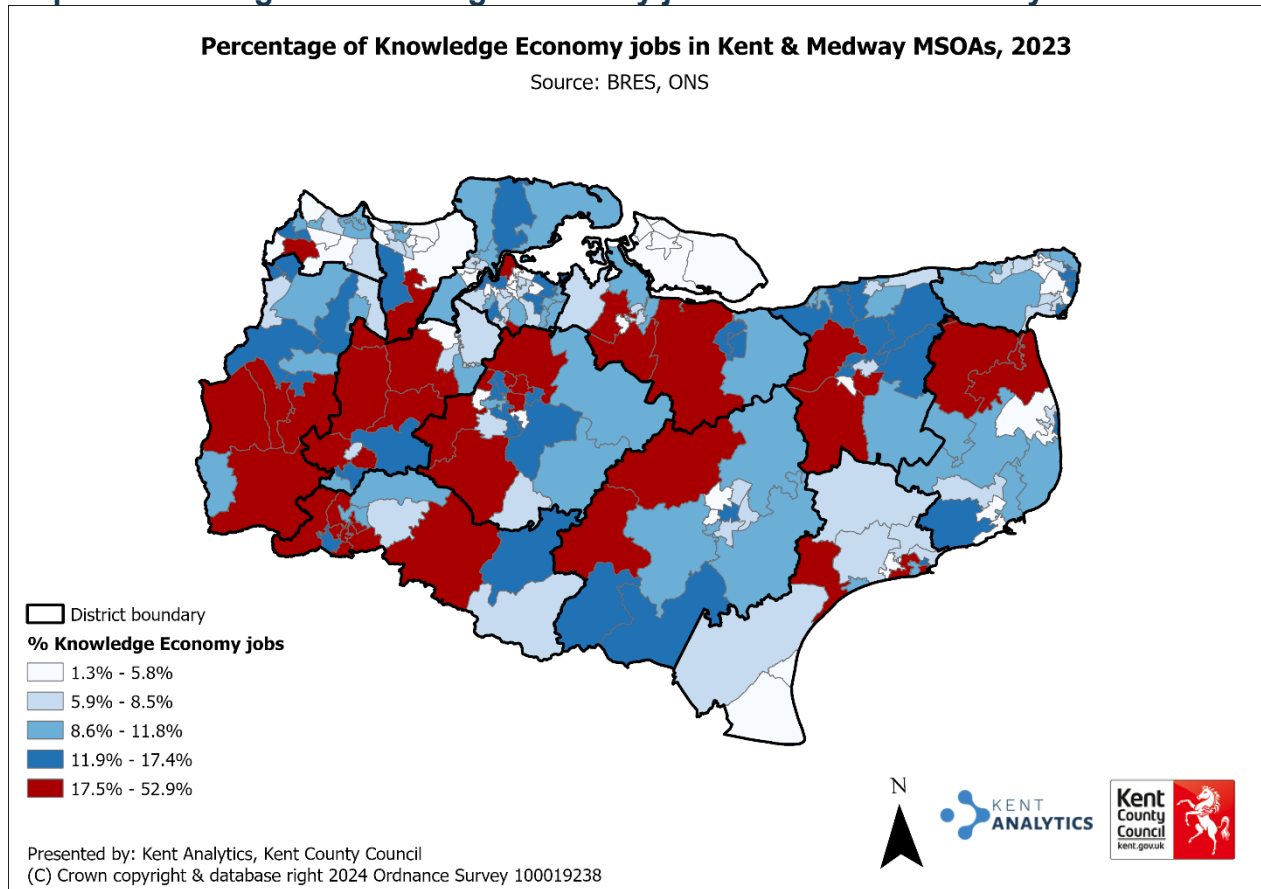 Percentage of Knowledge Economy jobs in Kent & Medway MSOAs, 2023
Source: BRES, ONS
District boundary
% Knowledge Economy jobs
1.3% - 5.8%
5.9% - 8.5%
8.6% - 11.8%
11.9% - 17.4%
17.5% - 52.9%
N
KENT
ANALYTICS
Kent
County
Council
kent.gov.uk
Presented by: Kent Analytics, Kent County Council
(C) Crown copyright & database right 2024 Ordnance Survey 100019238